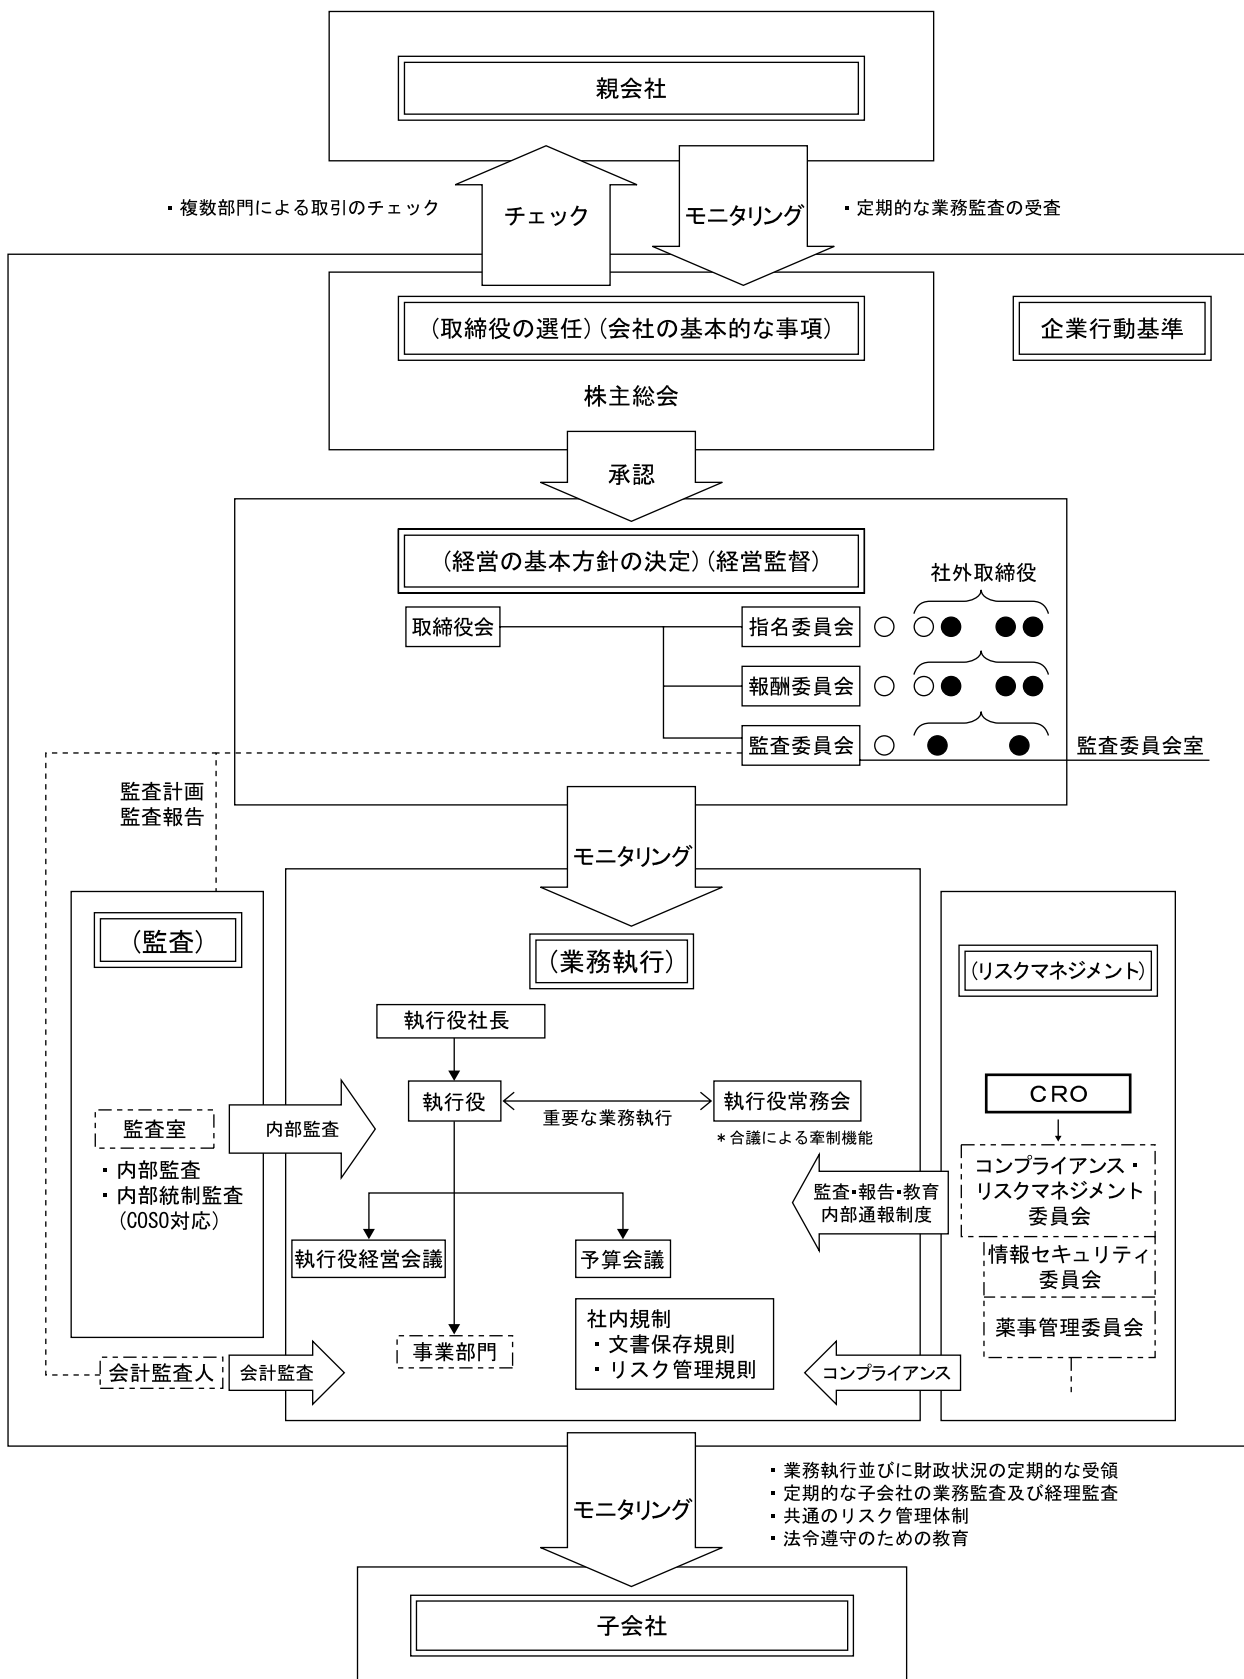 親会社
・複数部門による取引のチェック
チェック
モニタリング
・定期的な業務監査の受査
(取締役の選任)(会社の基本的な事項)
企業行動基準
株主総会
承認
(経営の基本方針の決定)(経営監督)
社外取締役
取締役会
指名委員会
報酬委員会
監査委員会
監査委員会室
監査計画
監査報告
モニタリング
(監査)
(業務執行)
(リスクマネジメント)
執行役社長
執行役
重要な業務執行
執行役常務会
*合議による牽制機能
CRO
監査室
内部監査
・内部監査
・内部統制監査
(COSO対応)
監査・報告・教育
内部通報制度
コンプライアンス・
リスクマネジメント
委員会
情報セキュリティ
委員会
薬事管理委員会
執行役経営会議
予算会議
社内規制
・文書保存規則
・リスク管理規則
事業部門
会計監査人
会計監査
コンプライアンス
モニタリング
・業務執行並びに財政状況の定期的な受領
・定期的な子会社の業務監査及び経理監査
・共通のリスク管理体制
・法令遵守のための教育
子会社